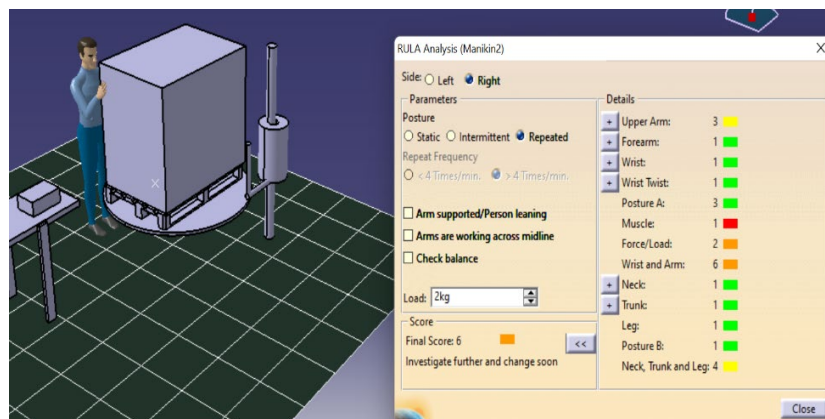 RULA Analysis (Manikin2) X
Side: Left Right
Parameters
Posture
Static Intermittent Repeated
Repeat Frequency
< 4 Times/min. > 4 Times/min.
Arm supported/Person leaning
Arms are working across midline
Check balance
Load: 2kg
Score
Final Score: 6 <<
Investigate further and change soon
Details
+ Upper Arm: 3
+ Forearm: 1
+ Wrist: 1
+ Wrist Twist: 1
Posture A: 3
Muscle: 1
Force/Load: 2
Wrist and Arm: 6
+ Neck: 1
+ Trunk: 1
Leg: 1
Posture B: 1
Neck, Trunk and Leg: 4
Close